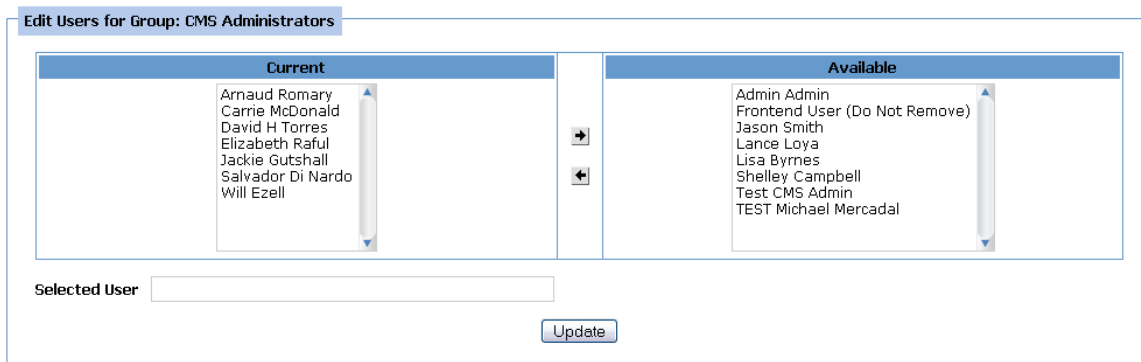 Edit Users for Group: CMS Administrators
Current
Arnaud Romary
Carrie McDonald
David H Torres
Elizabeth Raful
Jackie Gutshall
Salvador Di Nardo
Will Ezell
Available
Admin Admin
Frontend User (Do Not Remove)
Jason Smith
Lance Loya
Lisa Byrnes
Shelley Campbell
Test CMS Admin
TEST Michael Mercadal
Selected User
Update